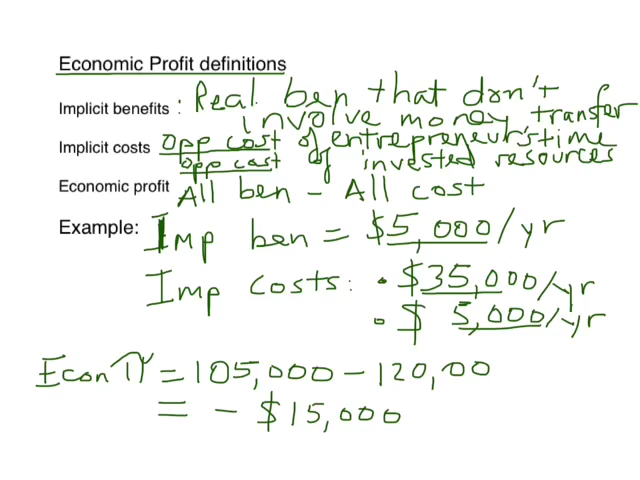 Economic Profit definitions
Implicit benefits : Real ben that don't
involve money transfer
Implicit costs opp cost of entrepreneur's time
opp cost of invested resources
Economic profit All ben - All cost
Example: Imp ben = $5,000/yr
Imp costs: • $35,000/yr
• $ 5,000/yr
Econ π = 105,000 - 120,00
= - $15,000